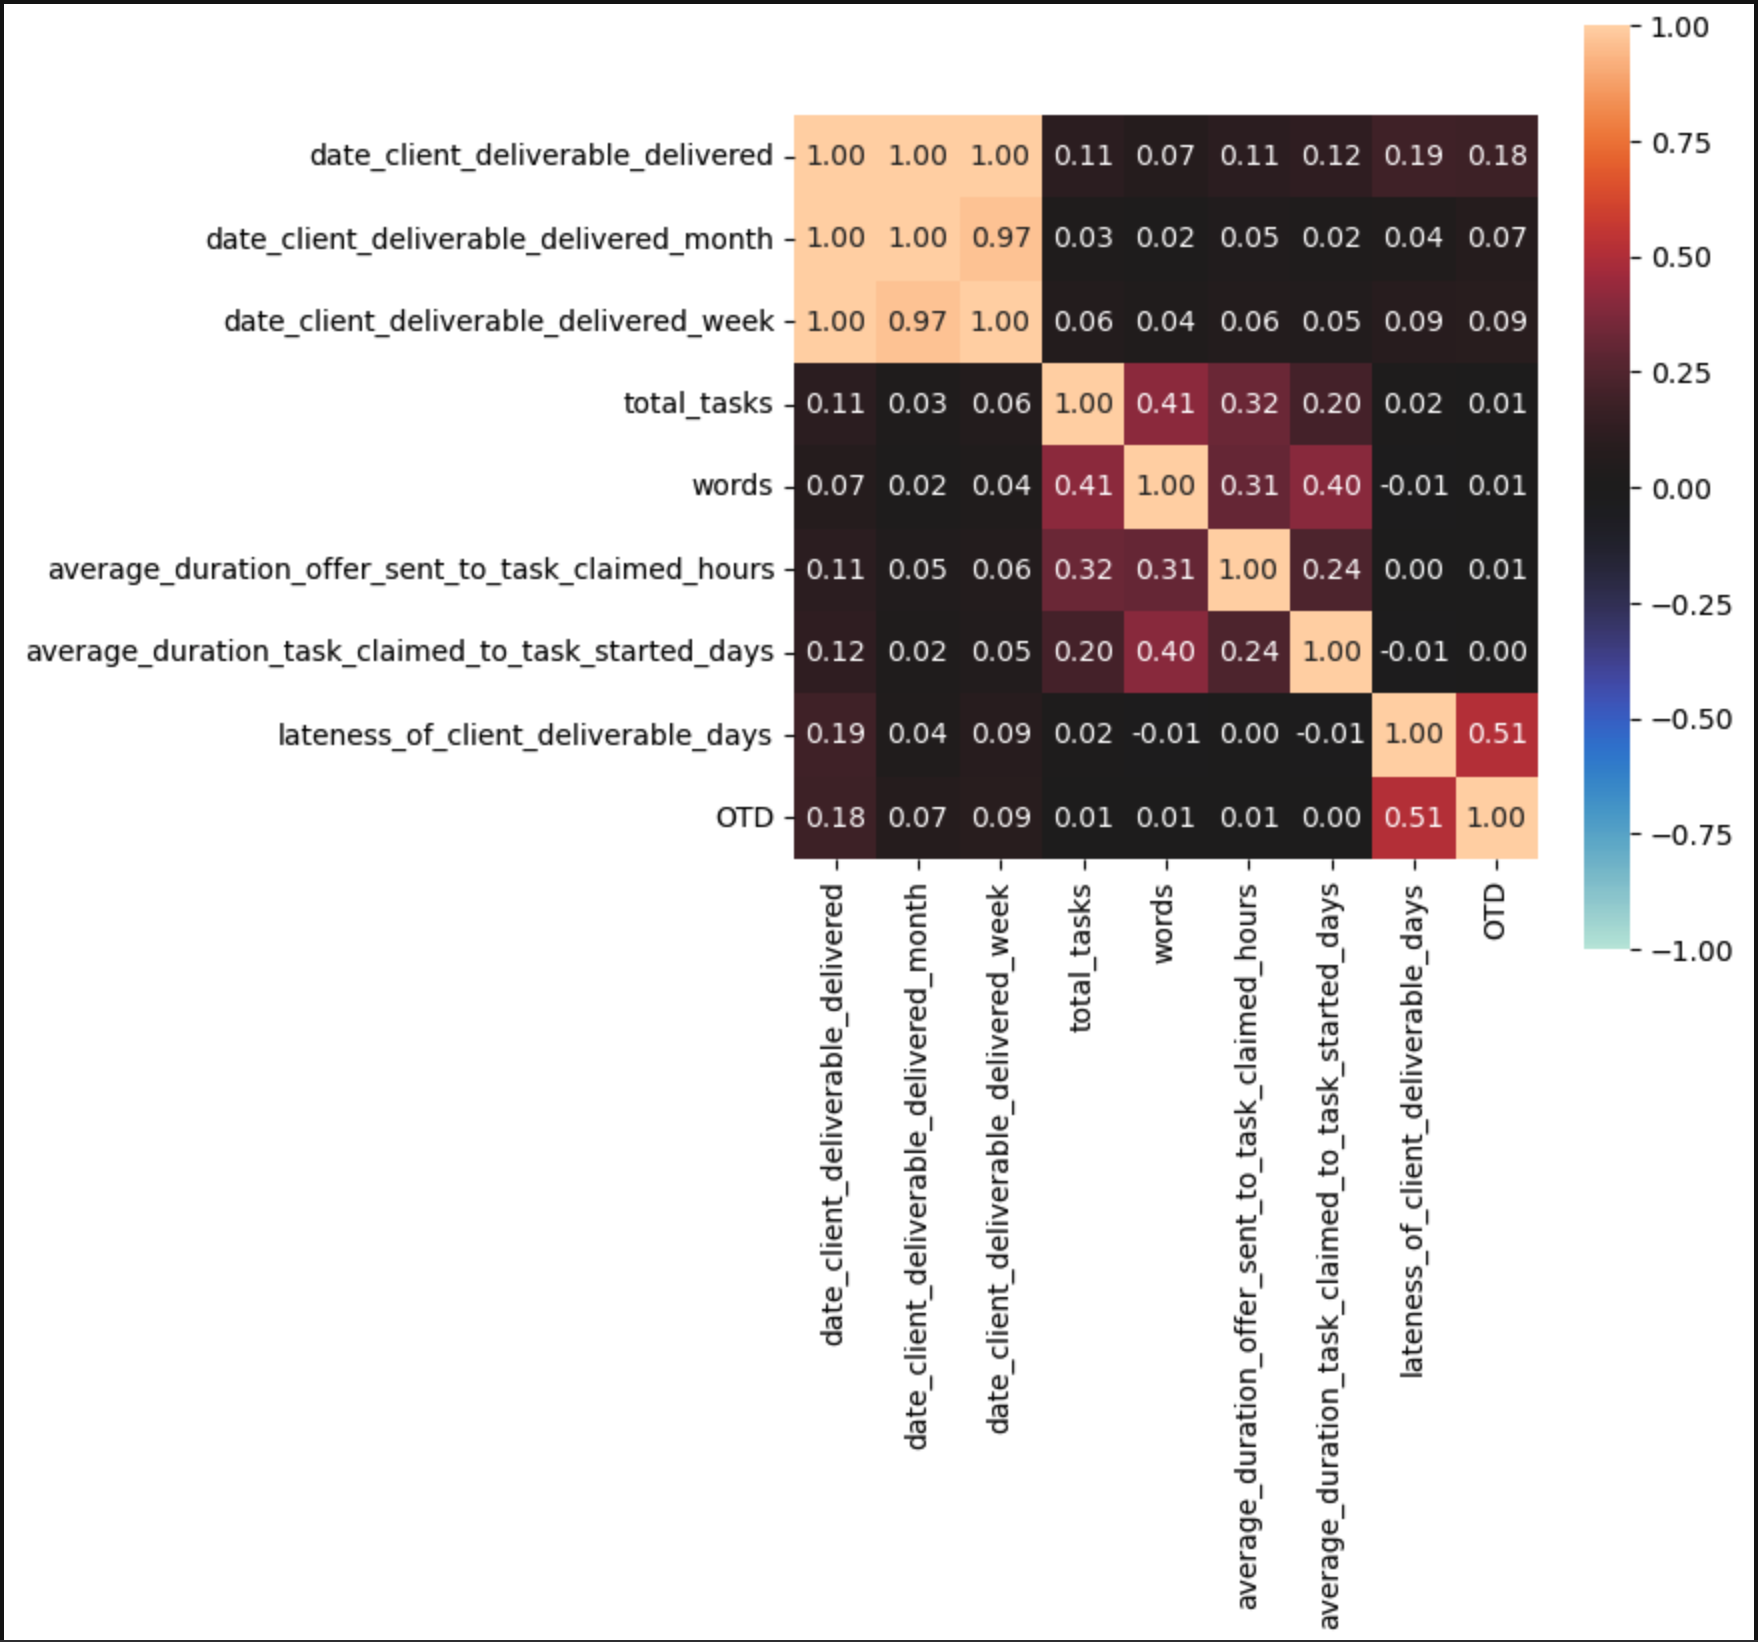 1.00
0.75
0.50
0.25
0.00
−0.25
−0.50
−0.75
−1.00
date_client_deliverable_delivered 1.00 1.00 1.00 0.11 0.07 0.11 0.12 0.19 0.18
date_client_deliverable_delivered_month 1.00 1.00 0.97 0.03 0.02 0.05 0.02 0.04 0.07
date_client_deliverable_delivered_week 1.00 0.97 1.00 0.06 0.04 0.06 0.05 0.09 0.09
total_tasks 0.11 0.03 0.06 1.00 0.41 0.32 0.20 0.02 0.01
words 0.07 0.02 0.04 0.41 1.00 0.31 0.40 -0.01 0.01
average_duration_offer_sent_to_task_claimed_hours 0.11 0.05 0.06 0.32 0.31 1.00 0.24 0.00 0.01
average_duration_task_claimed_to_task_started_days 0.12 0.02 0.05 0.20 0.40 0.24 1.00 -0.01 0.00
lateness_of_client_deliverable_days 0.19 0.04 0.09 0.02 -0.01 0.00 -0.01 1.00 0.51
OTD 0.18 0.07 0.09 0.01 0.01 0.01 0.00 0.51 1.00
date_client_deliverable_delivered
date_client_deliverable_delivered_month
date_client_deliverable_delivered_week
total_tasks
words
average_duration_offer_sent_to_task_claimed_hours
average_duration_task_claimed_to_task_started_days
lateness_of_client_deliverable_days
OTD